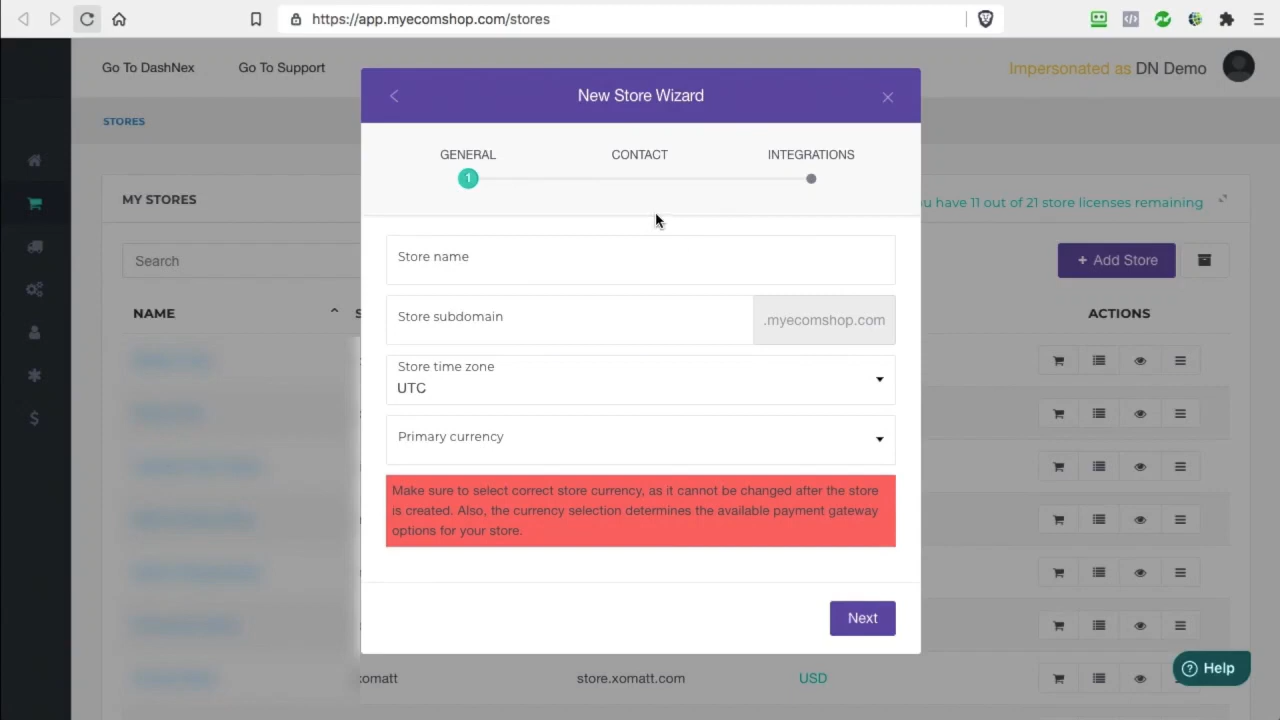 https://app.myecomshop.com/stores
Go To DashNex
Go To Support
Impersonated as DN Demo
STORES
New Store Wizard
GENERAL
CONTACT
INTEGRATIONS
1
MY STORES
have 11 out of 21 store licenses remaining
Search
+ Add Store
NAME
ACTIONS
Store name
Store subdomain
.myecomshop.com
Store time zone
UTC
Primary currency
Make sure to select correct store currency, as it cannot be changed after the store
is created. Also, the currency selection determines the available payment gateway
options for your store.
Next
xomatt
store.xomatt.com
USD
? Help